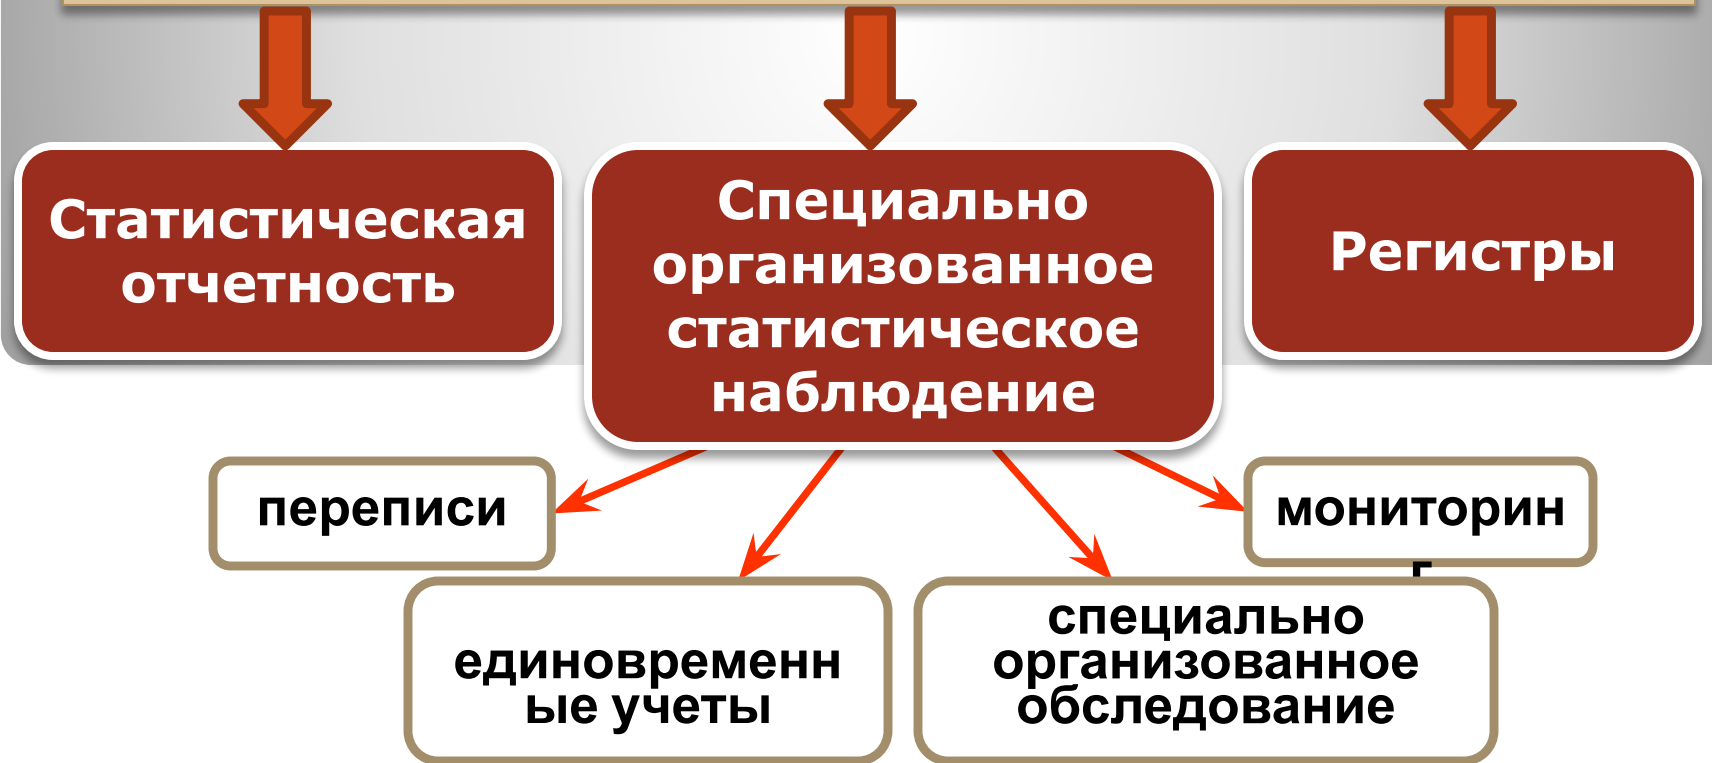 Статистическая
отчетность
Специально
организованное
статистическое
наблюдение
Регистры
переписи
мониторин
г
единовременн
ые учеты
специально
организованное
обследование